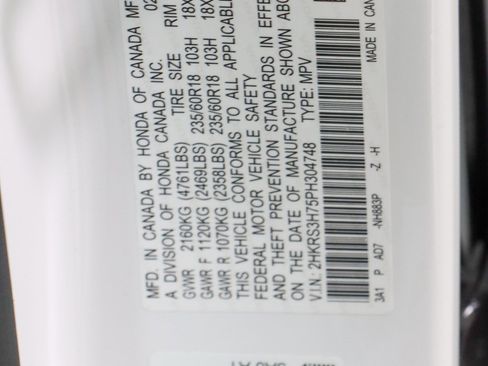 MFD. IN CANADA BY HONDA OF CANADA MF
A DIVISION OF HONDA CANADA INC. 02
TIRE SIZE RIM
GVWR 2160KG (4761LBS)
GAWR F 1120KG (2469LBS) 235/60R18 103H 18X
GAWR R 1070KG (2358LBS) 235/60R18 103H 18X
THIS VEHICLE CONFORMS TO ALL APPLICABLE
FEDERAL MOTOR VEHICLE SAFETY
AND THEFT PREVENTION STANDARDS IN EFFE
ON THE DATE OF MANUFACTURE SHOWN ABO
V.I.N.: 2HKRS3H75PH304748 TYPE: MPV
3A1 P AD7 -NH883P -Z -H MADE IN CAN